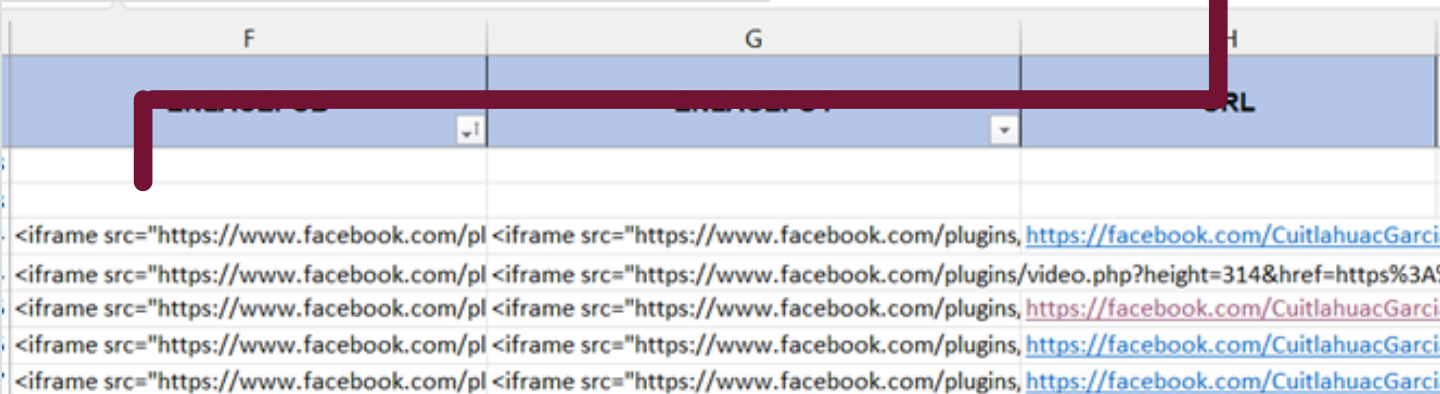 F G H
URL
<iframe src="https://www.facebook.com/pl <iframe src="https://www.facebook.com/plugins, https://facebook.com/CuitlahuacGarci
<iframe src="https://www.facebook.com/pl <iframe src="https://www.facebook.com/plugins/video.php?height=314&href=https%3A%
<iframe src="https://www.facebook.com/pl <iframe src="https://www.facebook.com/plugins, https://facebook.com/CuitlahuacGarci
<iframe src="https://www.facebook.com/pl <iframe src="https://www.facebook.com/plugins, https://facebook.com/CuitlahuacGarci
<iframe src="https://www.facebook.com/pl <iframe src="https://www.facebook.com/plugins, https://facebook.com/CuitlahuacGarci